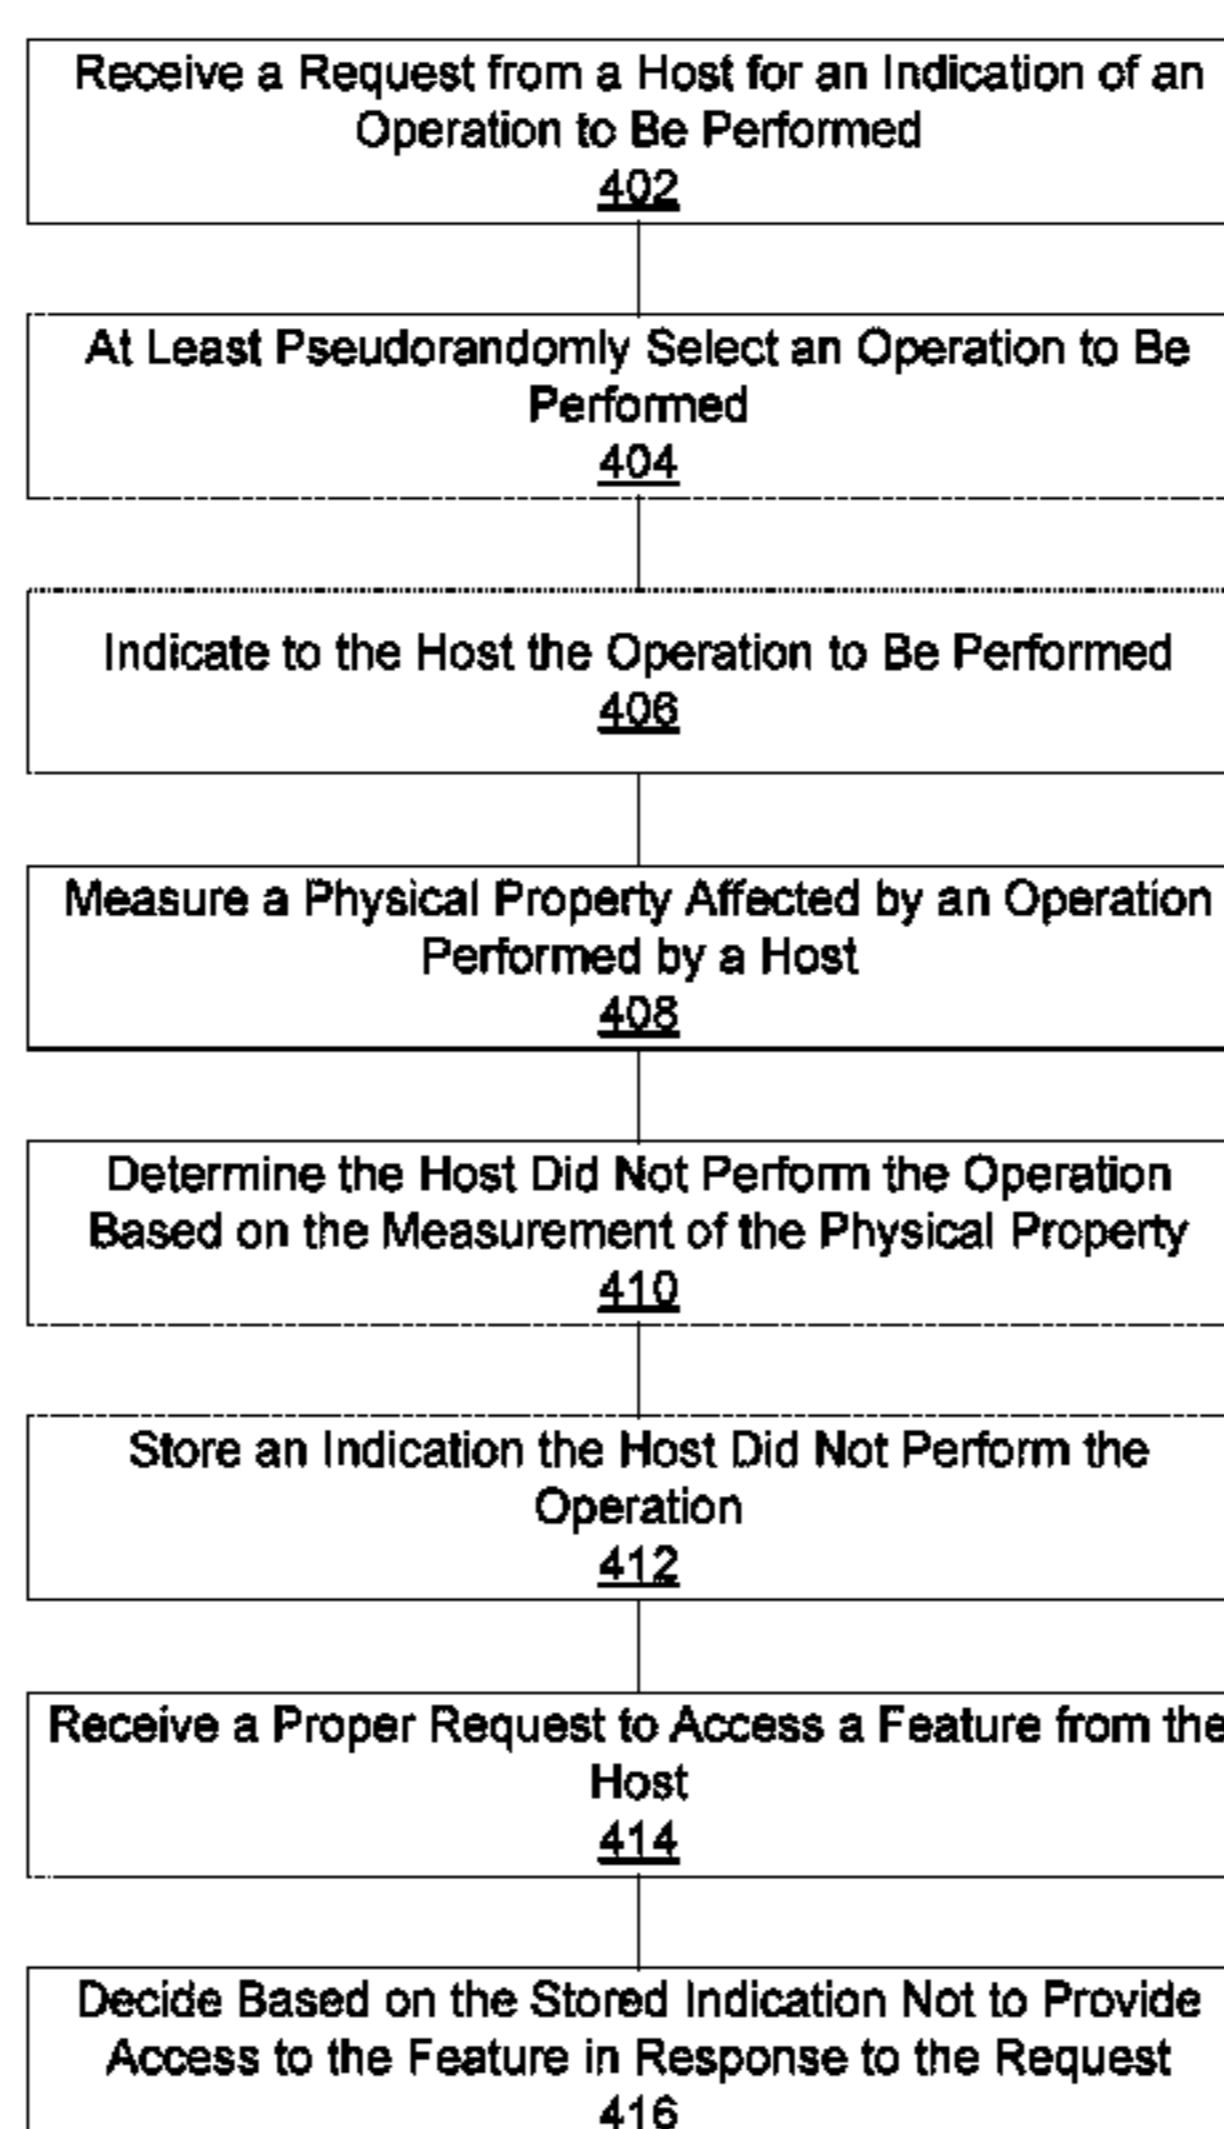 Receive a Request from a Host for an Indication of an
Operation to Be Performed
402
At Least Pseudorandomly Select an Operation to Be
Performed
404
Indicate to the Host the Operation to Be Performed
406
Measure a Physical Property Affected by an Operation
Performed by a Host
408
Determine the Host Did Not Perform the Operation
Based on the Measurement of the Physical Property
410
Store an Indication the Host Did Not Perform the
Operation
412
Receive a Proper Request to Access a Feature from the
Host
414
Decide Based on the Stored Indication Not to Provide
Access to the Feature in Response to the Request
416